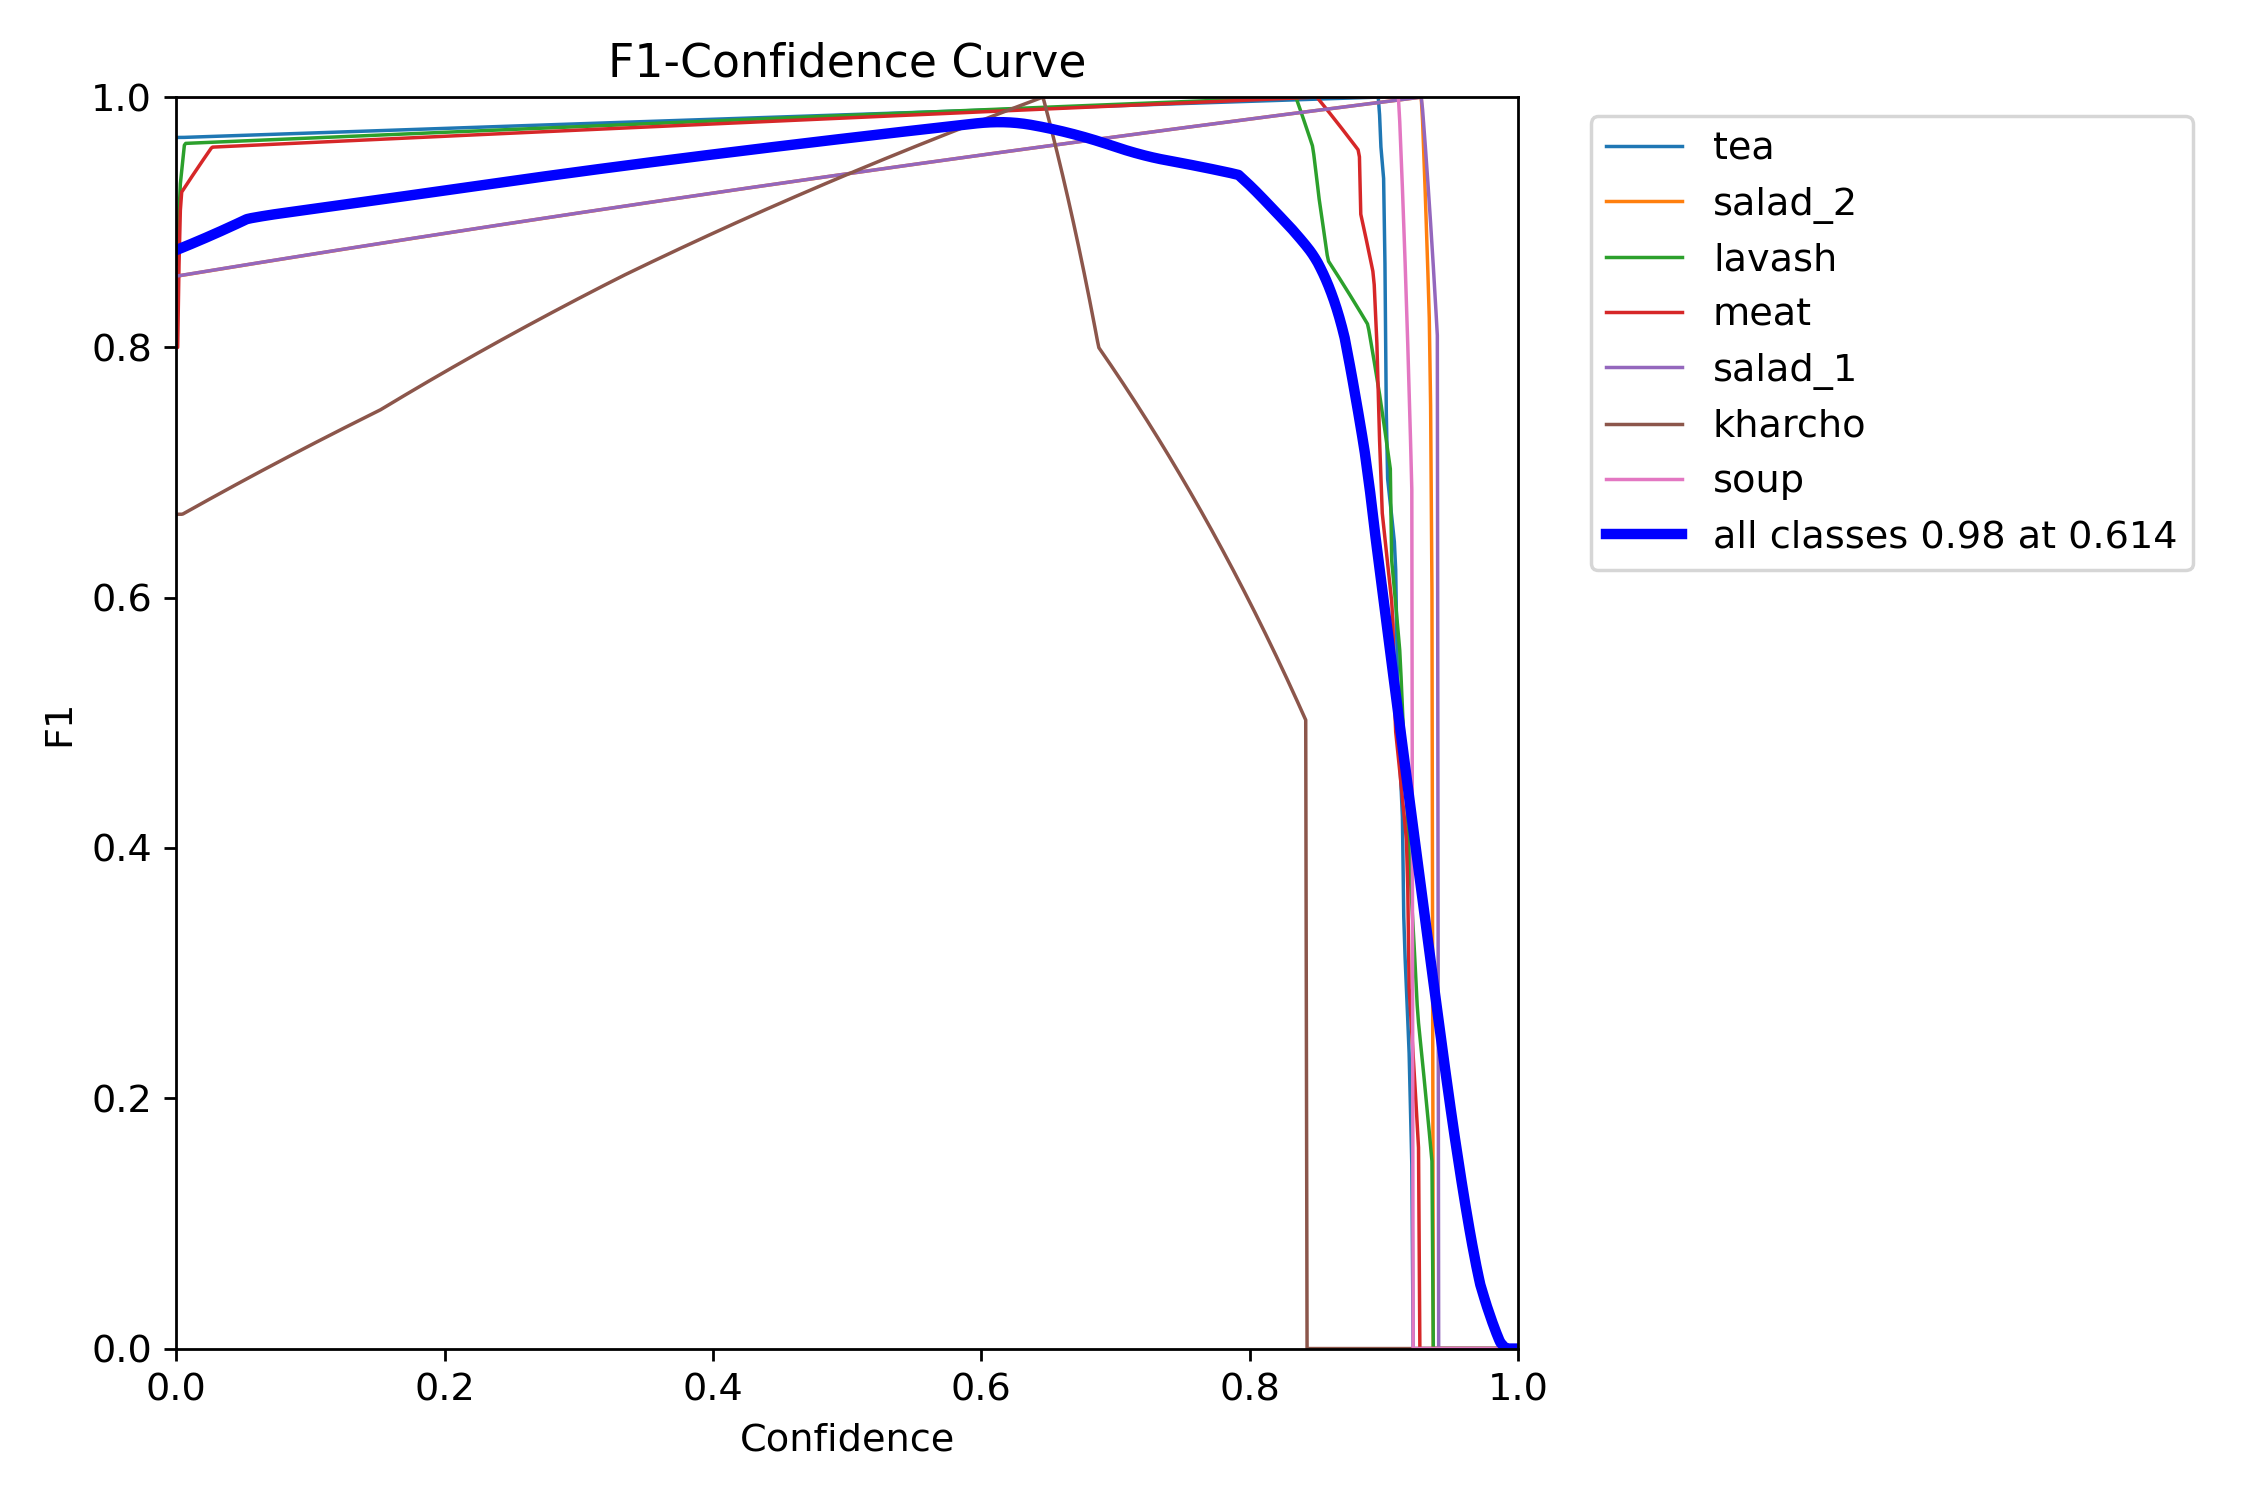 F1-Confidence Curve
1.0
0.8
0.6
0.4
0.2
0.0
F1
0.0 0.2 0.4 0.6 0.8 1.0
Confidence
tea
salad_2
lavash
meat
salad_1
kharcho
soup
all classes 0.98 at 0.614